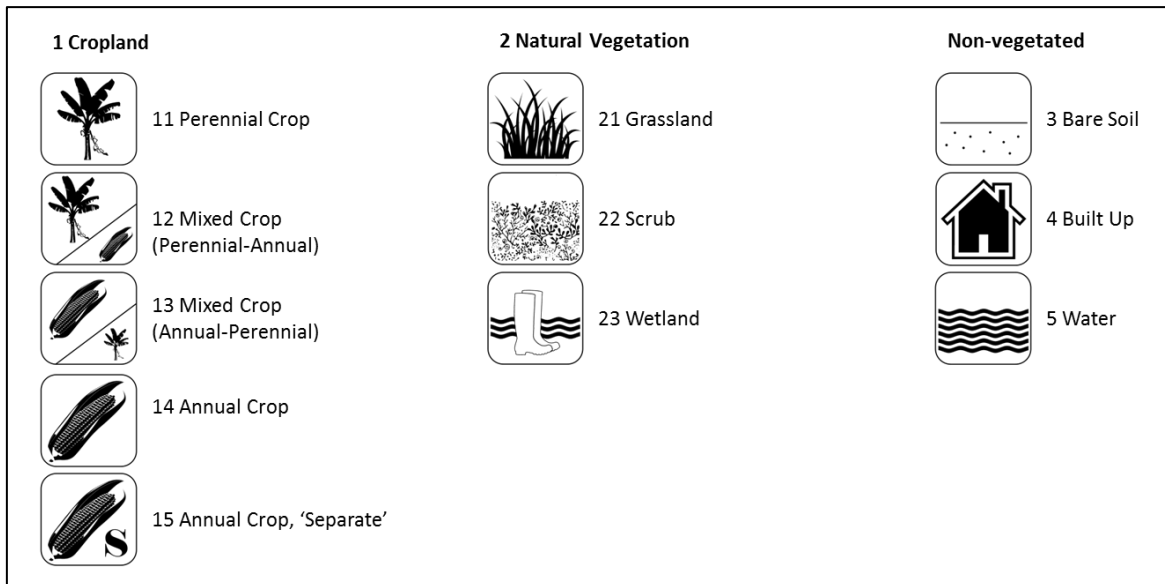 1 Cropland
11 Perennial Crop
12 Mixed Crop
(Perennial-Annual)
13 Mixed Crop
(Annual-Perennial)
14 Annual Crop
S
15 Annual Crop, ‘Separate’
2 Natural Vegetation
21 Grassland
22 Scrub
23 Wetland
Non-vegetated
3 Bare Soil
4 Built Up
5 Water